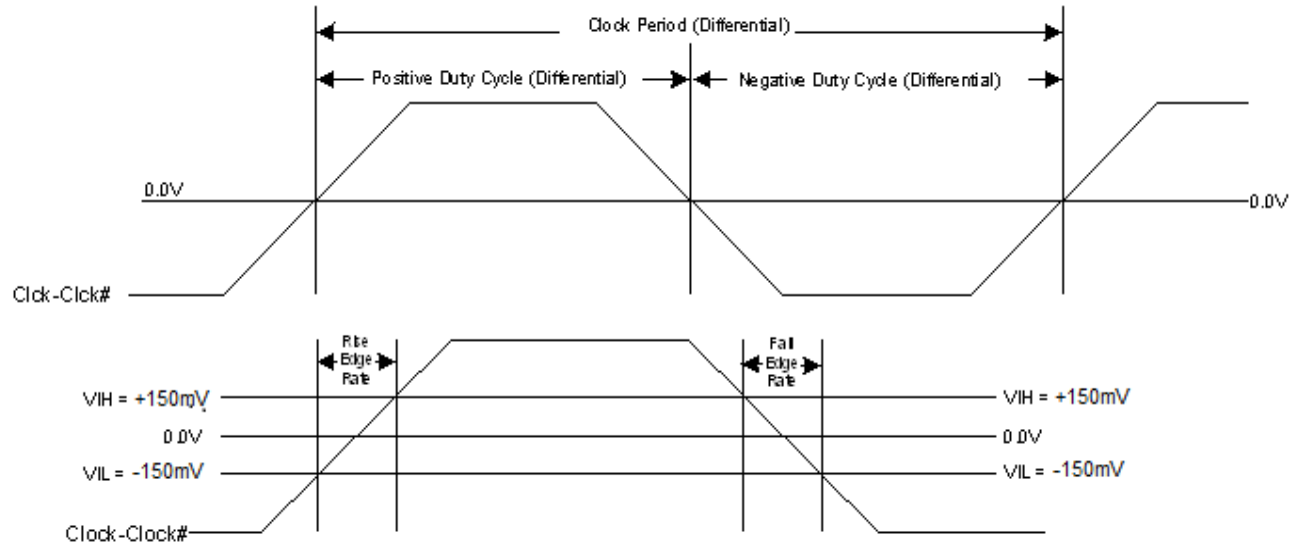 Clock Period (Differential)
Positive Duty Cycle (Differential)
Negative Duty Cycle (Differential)
0.0V
0.0V
Clck-Clck#
Rise
Edge
Rate
Fall
Edge
Rate
VIH = +150mV
VIH = +150mV
0.0V
0.0V
VIL = -150mV
VIL = -150mV
Clock-Clock#